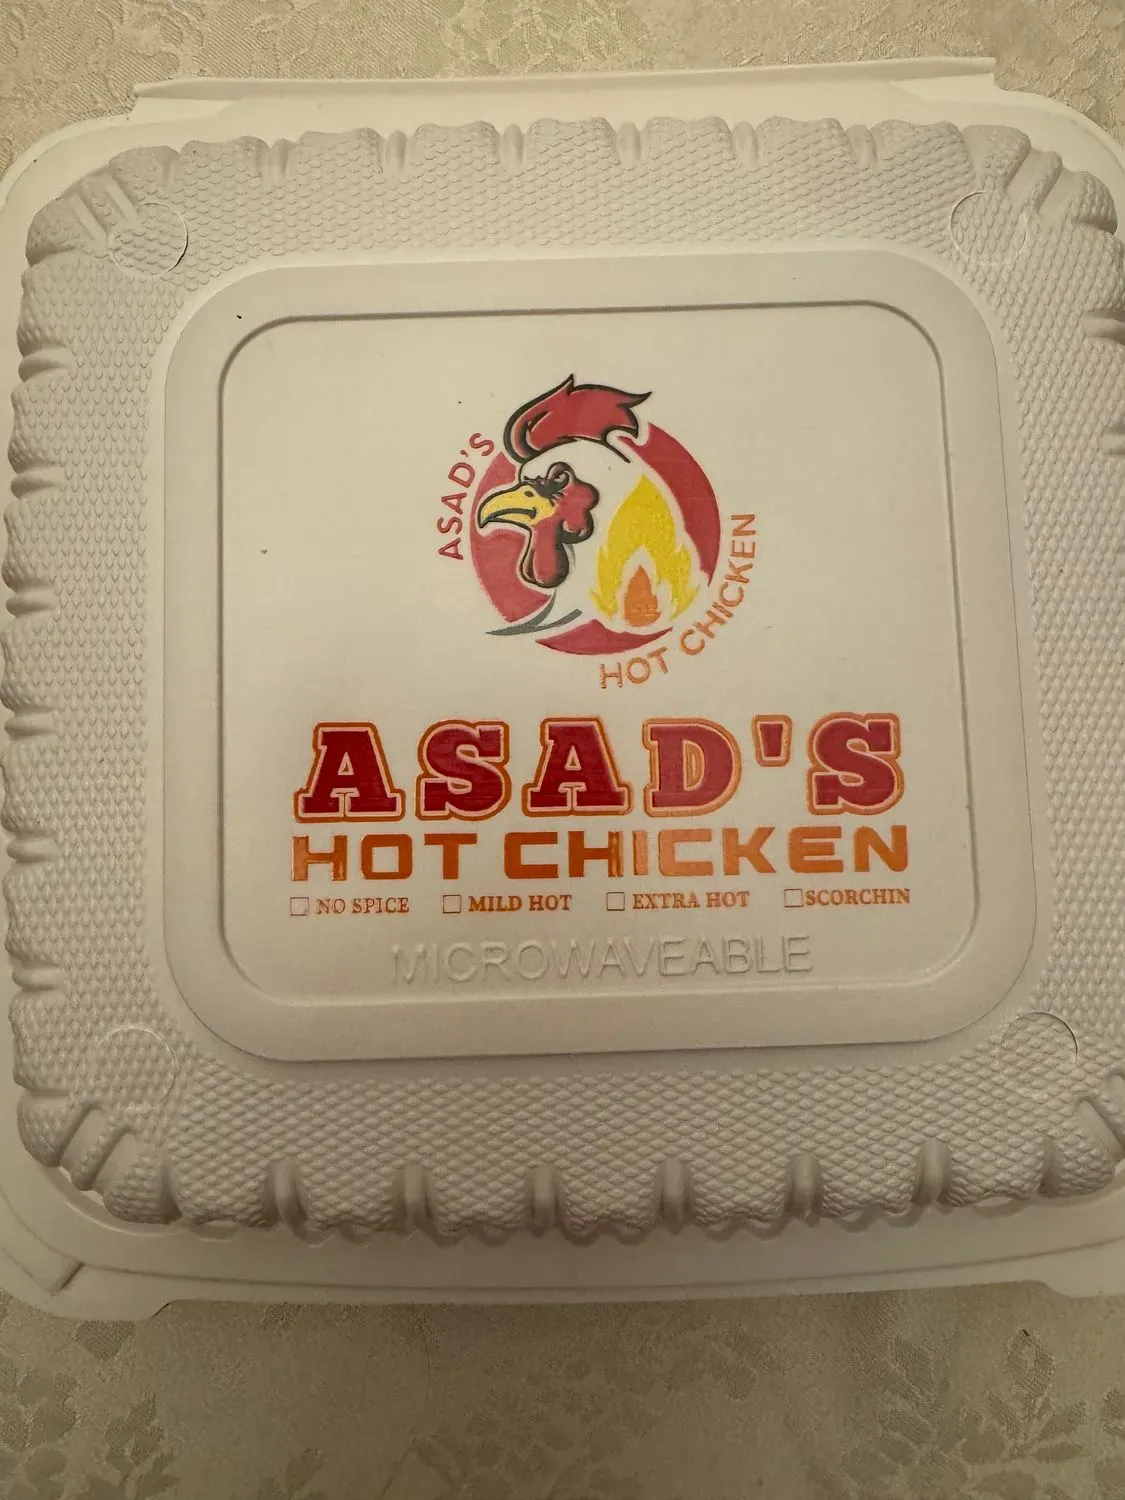 ASAD'S
HOT CHICKEN
ASAD'S
HOT CHICKEN
NO SPICE MILD HOT EXTRA HOT SCORCHIN
MICROWAVEABLE